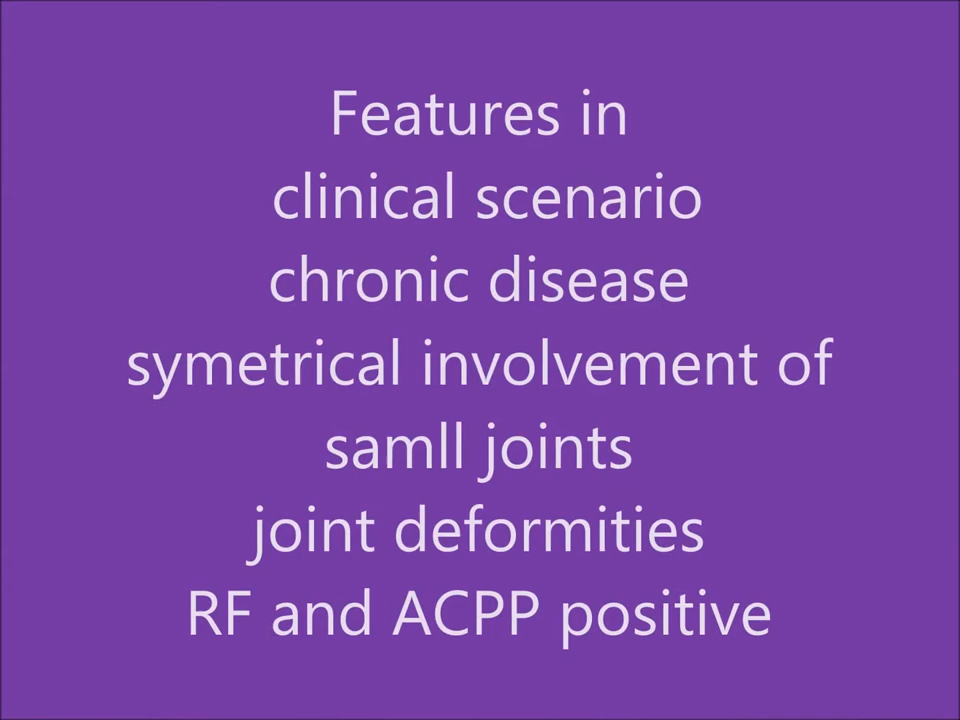 Features in
clinical scenario
chronic disease
symetrical involvement of
samll joints
joint deformities
RF and ACPP positive